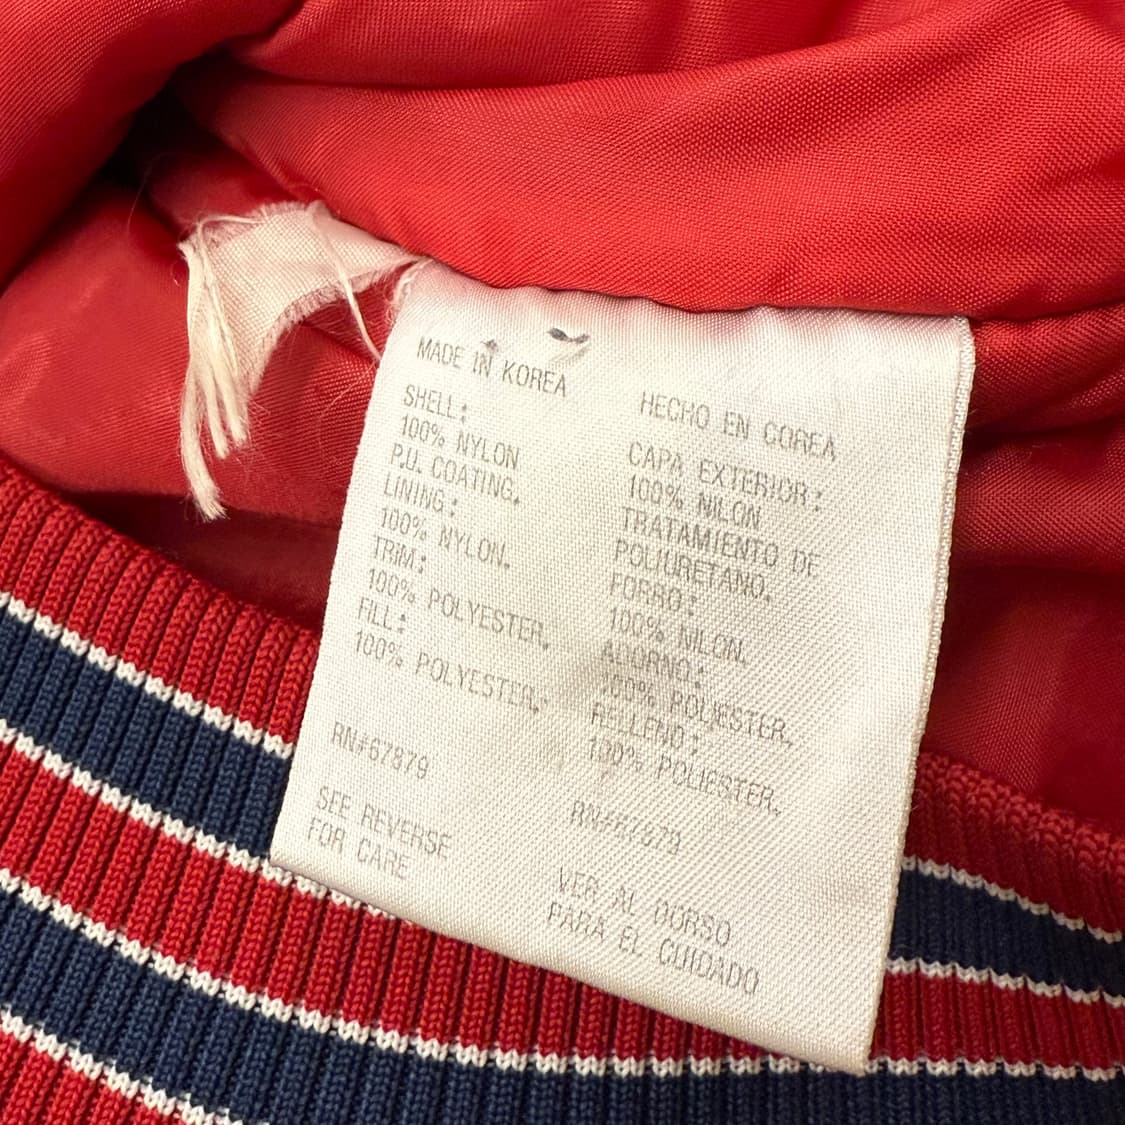 MADE IN KOREA
SHELL:
100% NYLON
P.U. COATING.
LINING:
100% NYLON.
TRIM:
100% POLYESTER.
FILL:
100% POLYESTER.
RN#67879
SEE REVERSE
FOR CARE
HECHO EN COREA
CAPA EXTERIOR:
100% NILON
TRATAMIENTO DE
POLIURETANO.
FORRO:
100% NILON.
ADORNO:
100% POLIESTER.
RELLENO:
100% POLIESTER.
RN#67879
VER AL DORSO
PARA EL CUIDADO